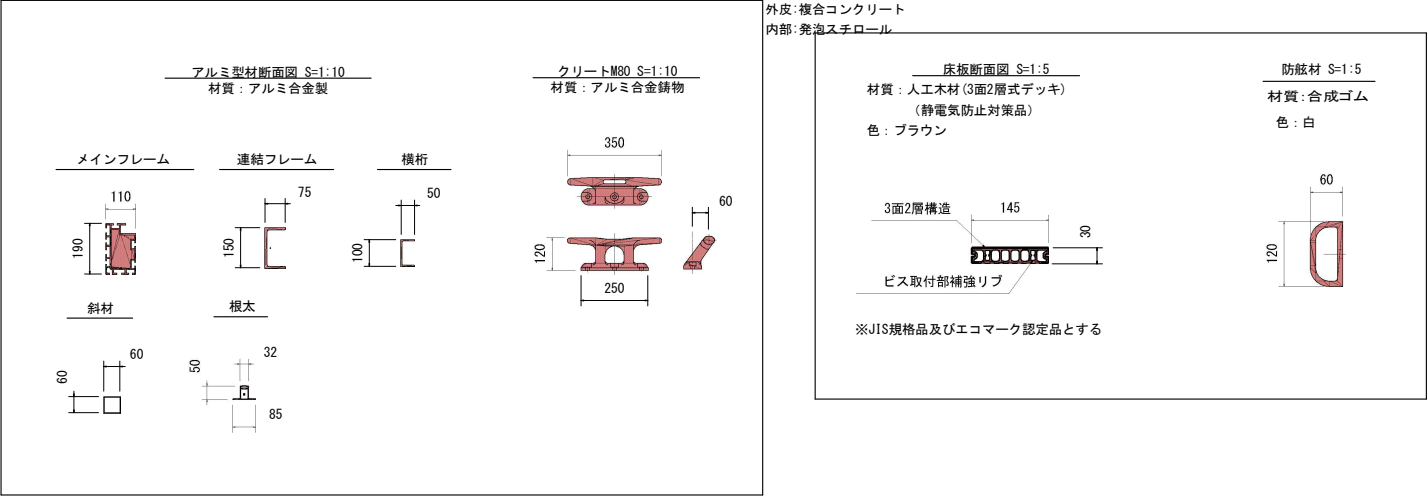 外皮:複合コンクリート
内部:発泡スチロール
アルミ型材断面図 S=1:10
材質：アルミ合金製
クリートM80 S=1:10
材質：アルミ合金鋳物
メインフレーム
110
190
連結フレーム
75
150
横桁
50
100
350
60
120
250
斜材
60
60
根太
32
50
85
床板断面図 S=1:5
材質：人工木材(3面2層式デッキ)
（静電気防止対策品）
色：ブラウン
3面2層構造
145
30
ビス取付部補強リブ
※JIS規格品及びエコマーク認定品とする
防舷材 S=1:5
材質:合成ゴム
色：白
60
120